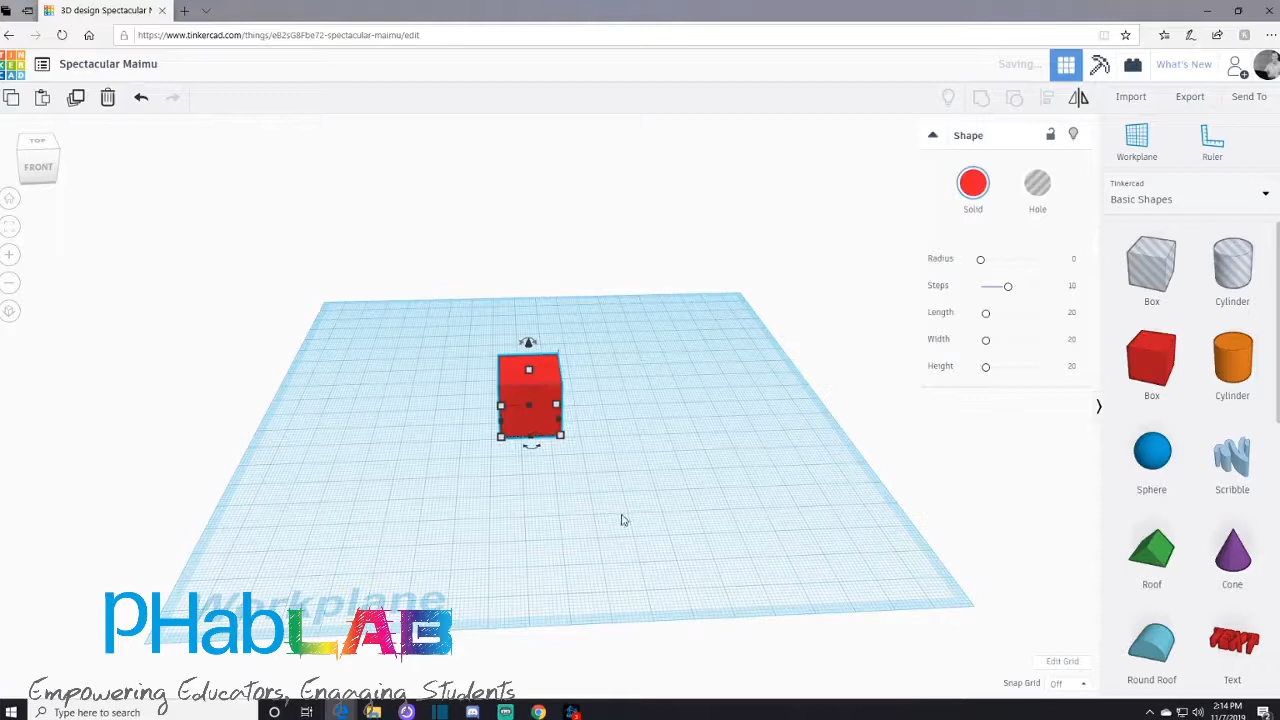 3D design Spectacular M
https://www.tinkercad.com/things/eB2sG8Fbe72-spectacular-maimu/edit
Spectacular Maimu
Saving...
What's New
Import Export Send To
TOP
FRONT
Shape
Solid Hole
Radius 0
Steps 10
Length 20
Width 20
Height 20
Workplane Ruler
Tinkercad
Basic Shapes
Box Cylinder
Box Cylinder
Sphere Scribble
Roof Cone
TEXT
Round Roof Text
Workplane
PHabLAB
Empowering Educators, Engaging Students
Edit Grid
Snap Grid Off
Type here to search
2:14 PM
11/7/2019